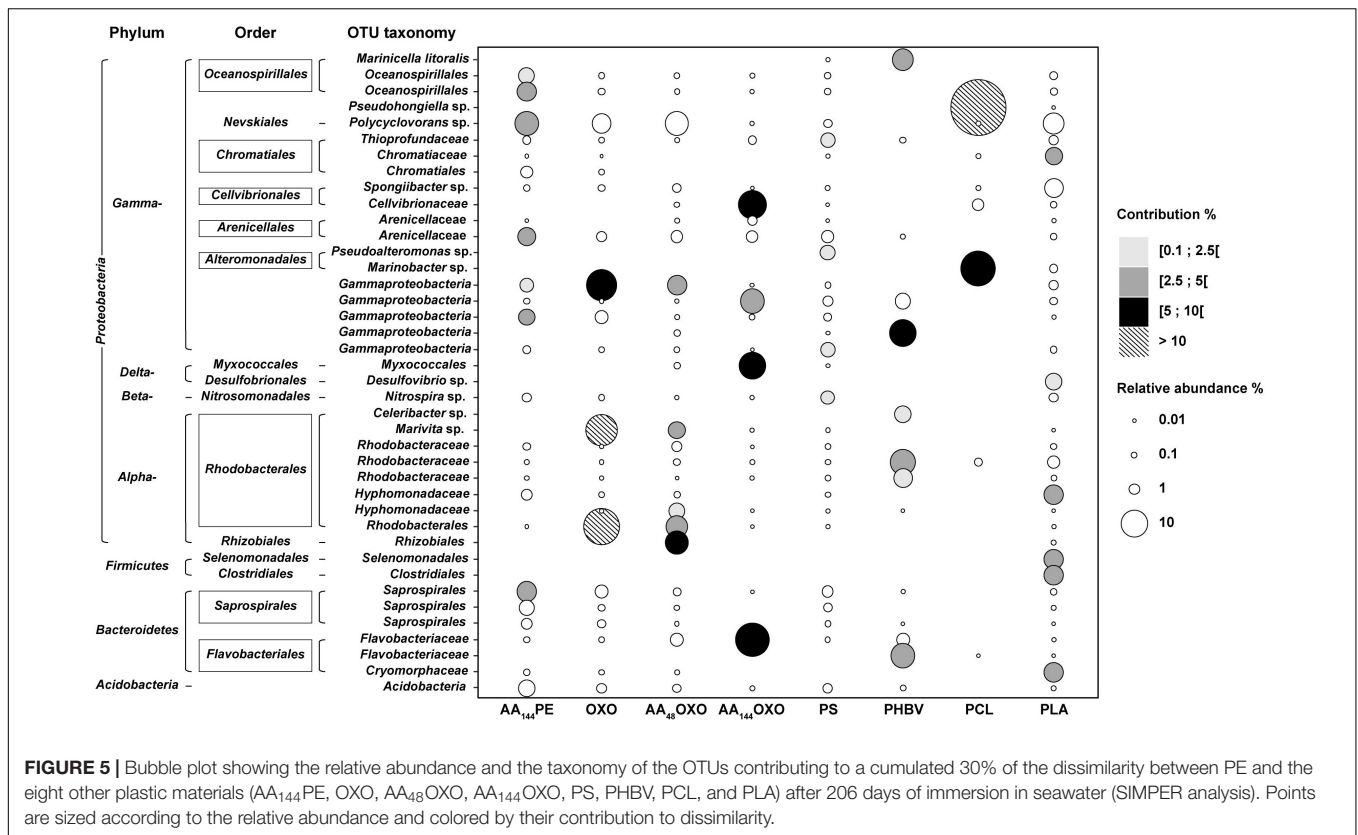 Phylum Order OTU taxonomy
Marinicella litoralis
Oceanospirillales Oceanospirillales
Oceanospirillales
Pseudohongiella sp.
Nevskiales Polycyclovorans sp.
Thioprofundaceae
Chromatiales Chromatiaceae
Chromatiales
Spongiibacter sp.
Gamma- Cellvibrionales Cellvibrionaceae
Arenicellaceae
Arenicellales Arenicellaceae
Pseudoalteromonas sp.
Alteromonadales Marinobacter sp.
Gammaproteobacteria
Gammaproteobacteria
Proteobacteria
Gammaproteobacteria
Gammaproteobacteria
Gammaproteobacteria
Delta- Myxococcales Myxococcales
Desulfobrionales Desulfovibrio sp.
Beta- Nitrosomonadales Nitrospira sp.
Celeribacter sp.
Marivita sp.
Rhodobacteraceae
Alpha- Rhodobacterales Rhodobacteraceae
Rhodobacteraceae
Hyphomonadaceae
Hyphomonadaceae
Rhodobacterales
Rhizobiales Rhizobiales
Firmicutes Selenomonadales Selenomonadales
Clostridiales Clostridiales
Saprospirales
Saprospirales Saprospirales
Saprospirales
Bacteroidetes Flavobacteriaceae
Flavobacteriales Flavobacteriaceae
Cryomorphaceae
Acidobacteria Acidobacteria
AA144PE OXO AA48OXO AA144OXO PS PHBV PCL PLA
Contribution %
[0.1 ; 2.5[
[2.5 ; 5[
[5 ; 10[
> 10
Relative abundance %
0.01
0.1
1
10
FIGURE 5 | Bubble plot showing the relative abundance and the taxonomy of the OTUs contributing to a cumulated 30% of the dissimilarity between PE and the
eight other plastic materials (AA144PE, OXO, AA48OXO, AA144OXO, PS, PHBV, PCL, and PLA) after 206 days of immersion in seawater (SIMPER analysis). Points
are sized according to the relative abundance and colored by their contribution to dissimilarity.